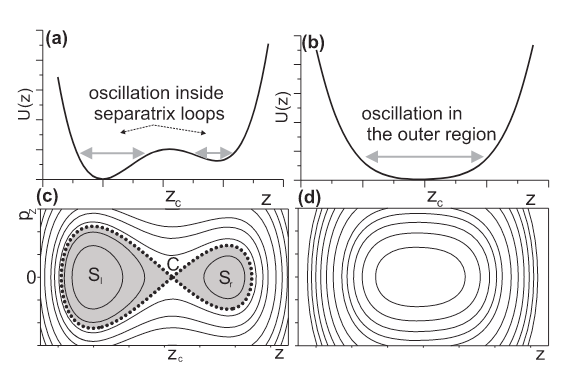 (a)
U(z)
oscillation inside
separatrix loops
z_c
z
(b)
U(z)
oscillation in
the outer region
z_c
z
(c)
p_z
0
S_l
C
S_r
z_c
z
(d)
z